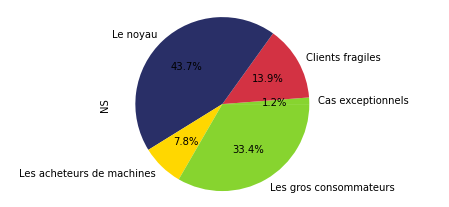 Le noyau
43.7%
Clients fragiles
13.9%
Cas exceptionnels
1.2%
NS
7.8%
33.4%
Les acheteurs de machines
Les gros consommateurs